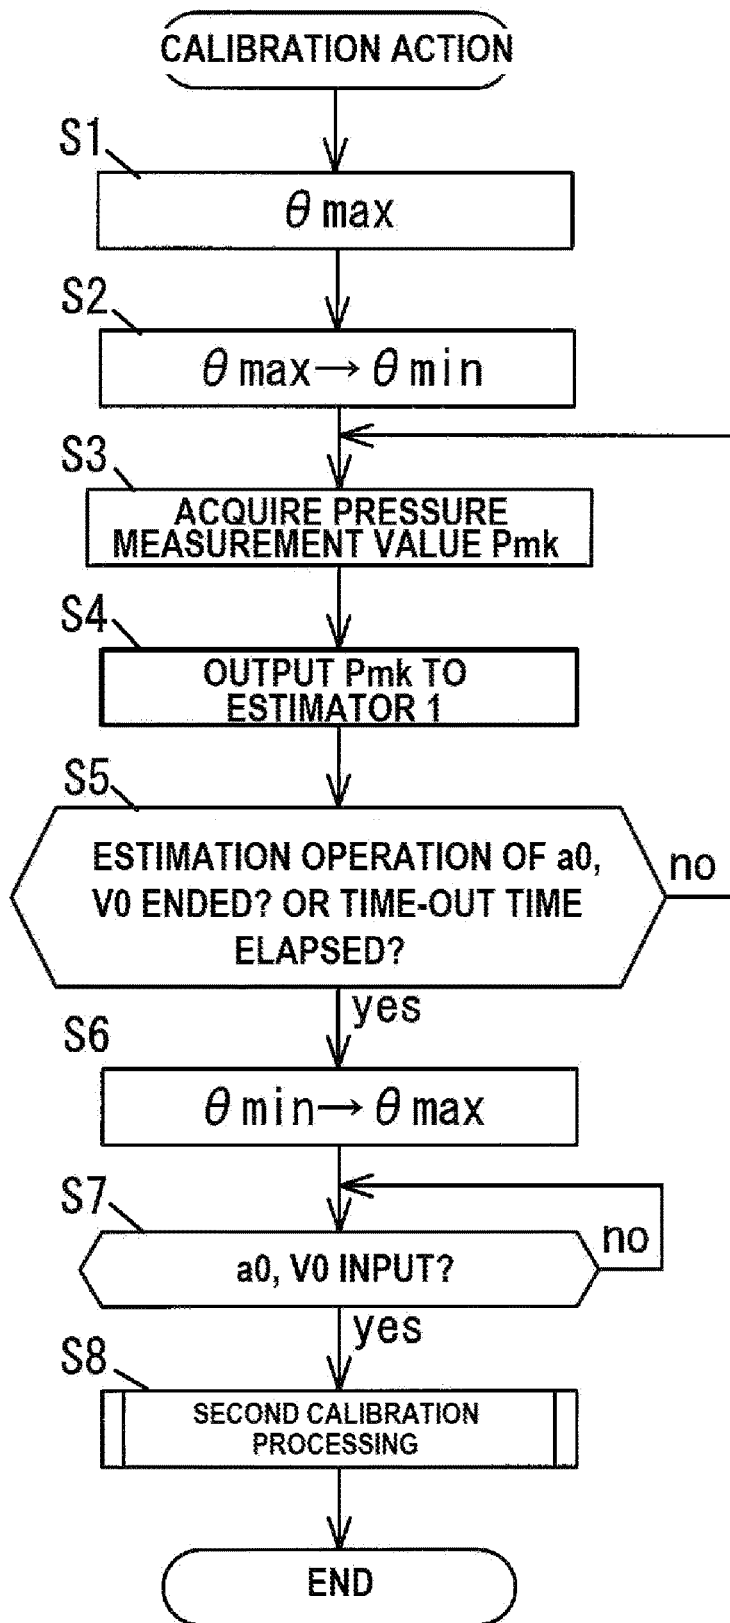 CALIBRATION ACTION
S1
θ max
S2
θ max→θ min
S3
ACQUIRE PRESSURE
MEASUREMENT VALUE Pmk
S4
OUTPUT Pmk TO
ESTIMATOR 1
S5
ESTIMATION OPERATION OF a0,
V0 ENDED? OR TIME-OUT TIME
ELAPSED?
no
yes
S6
θ min→θ max
S7
a0, V0 INPUT?
no
yes
S8
SECOND CALIBRATION
PROCESSING
END